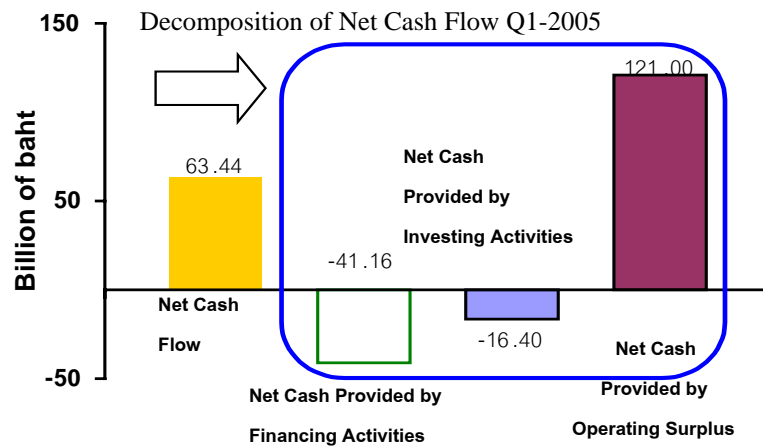 Decomposition of Net Cash Flow Q1-2005
150
50
-50
Billion of baht
63.44
Net Cash
Flow
-41.16
Net Cash Provided by
Financing Activities
Net Cash
Provided by
Investing Activities
-16.40
121.00
Net Cash
Provided by
Operating Surplus